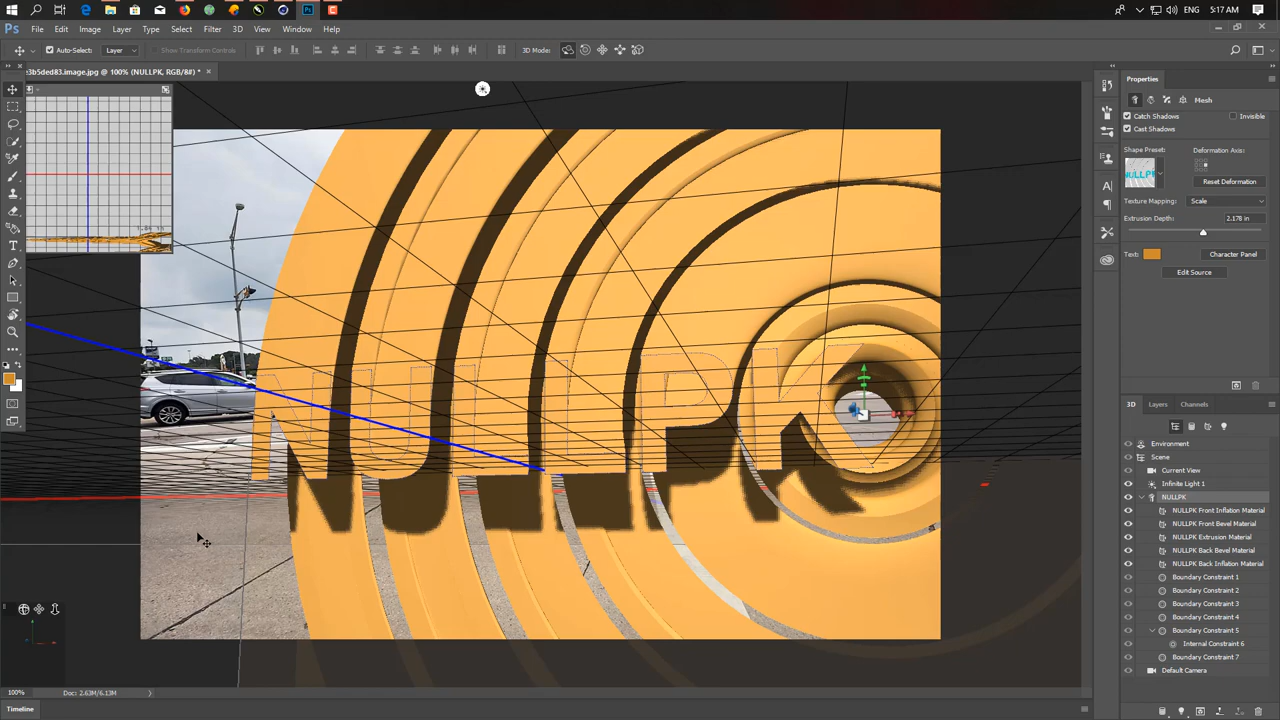 5:17 AM
ENG
Ps File Edit Image Layer Type Select Filter 3D View Window Help
Auto-Select: Layer Show Transform Controls 3D Mode:
e3b5ded83.image.jpg @ 100% (NULLPK, RGB/8#) * ×
Properties
Mesh
Catch Shadows Invisible
Cast Shadows
Shape Preset: Deformation Axis:
NULLPK
Reset Deformation
Texture Mapping: Scale
Extrusion Depth: 2.178 in
Text: Character Panel
Edit Source
NULLPK
3D Layers Channels
Environment
Scene
Current View
Infinite Light 1
NULLPK
NULLPK Front Inflation Material
NULLPK Front Bevel Material
NULLPK Extrusion Material
NULLPK Back Bevel Material
NULLPK Back Inflation Material
Boundary Constraint 1
Boundary Constraint 2
Boundary Constraint 3
Boundary Constraint 4
Boundary Constraint 5
Internal Constraint 6
Boundary Constraint 7
Default Camera
100% Doc: 2.63M/6.13M
Timeline